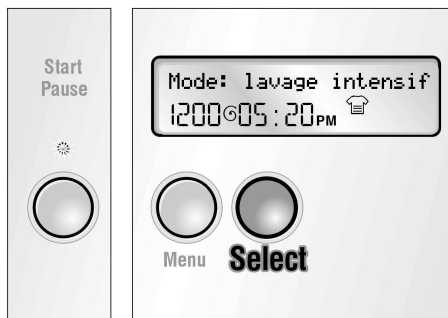 Start
Pause
Mode: lavage intensif
1200 05:20PM
Menu
Select